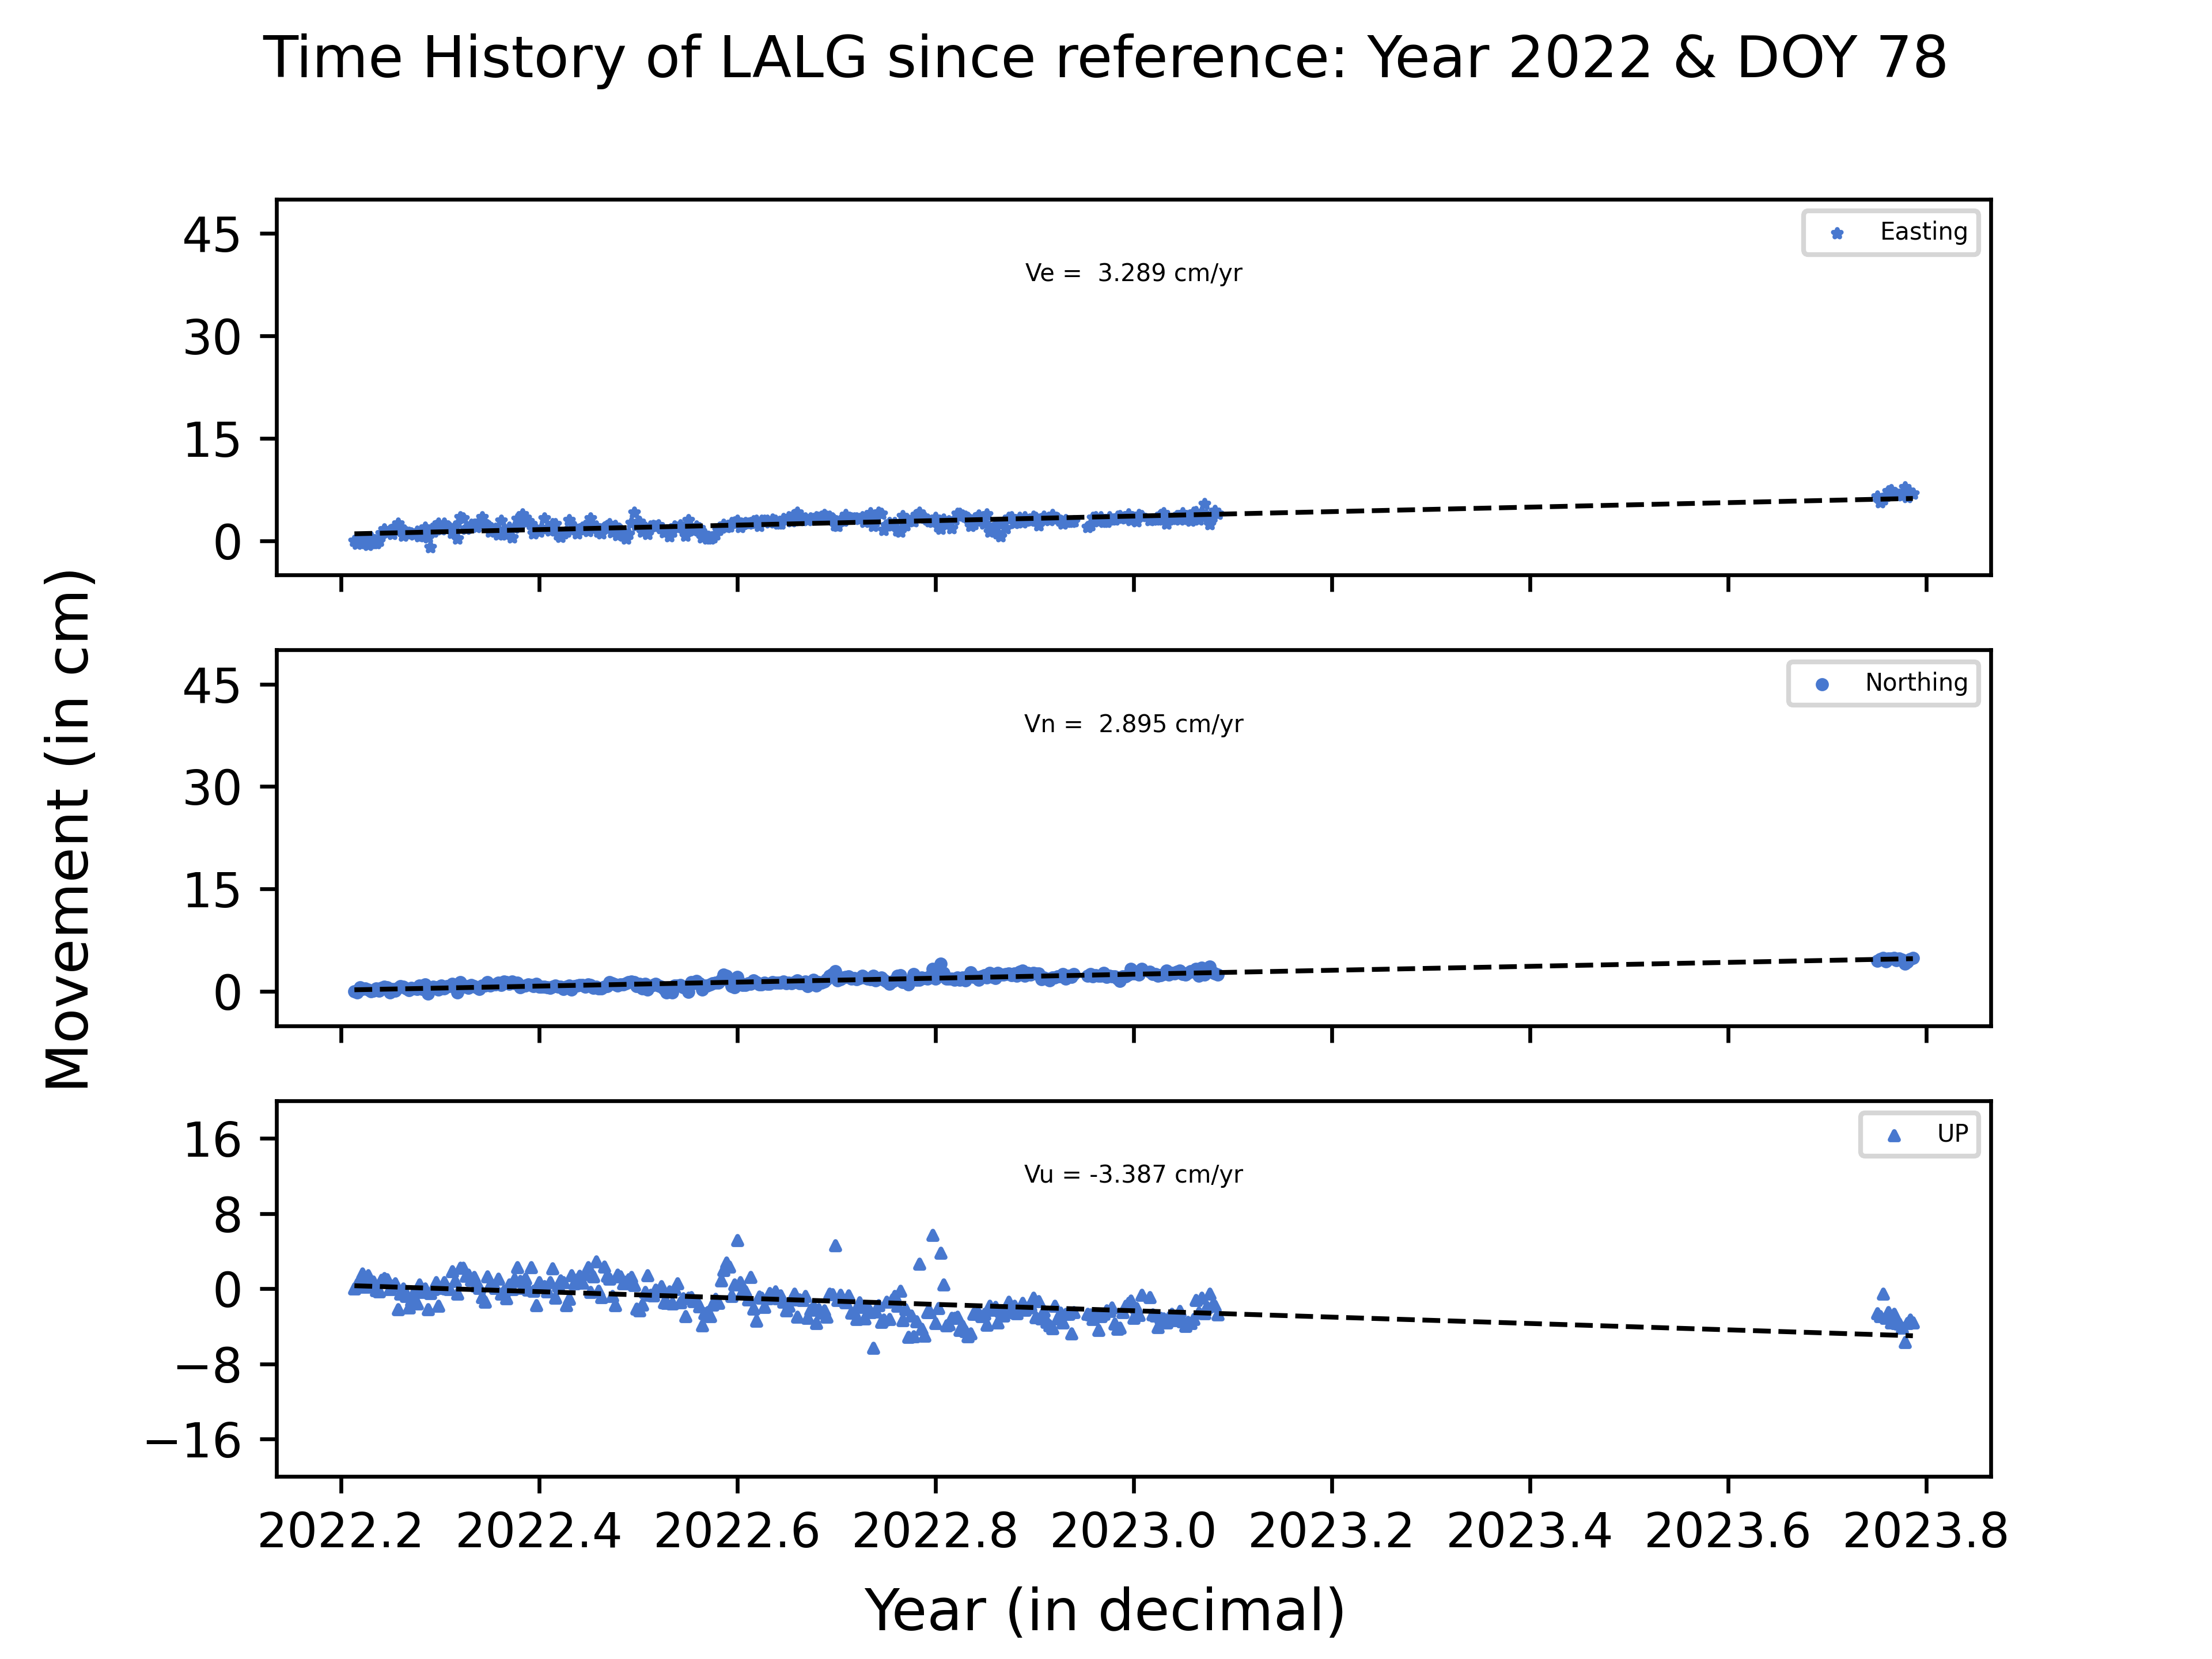 Time History of LALG since reference: Year 2022 & DOY 78
45
30
15
0
Ve =  3.289 cm/yr
Easting
Movement (in cm)
45
30
15
0
Vn =  2.895 cm/yr
Northing
16
8
0
−8
−16
Vu = -3.387 cm/yr
UP
2022.2 2022.4 2022.6 2022.8 2023.0 2023.2 2023.4 2023.6 2023.8
Year (in decimal)